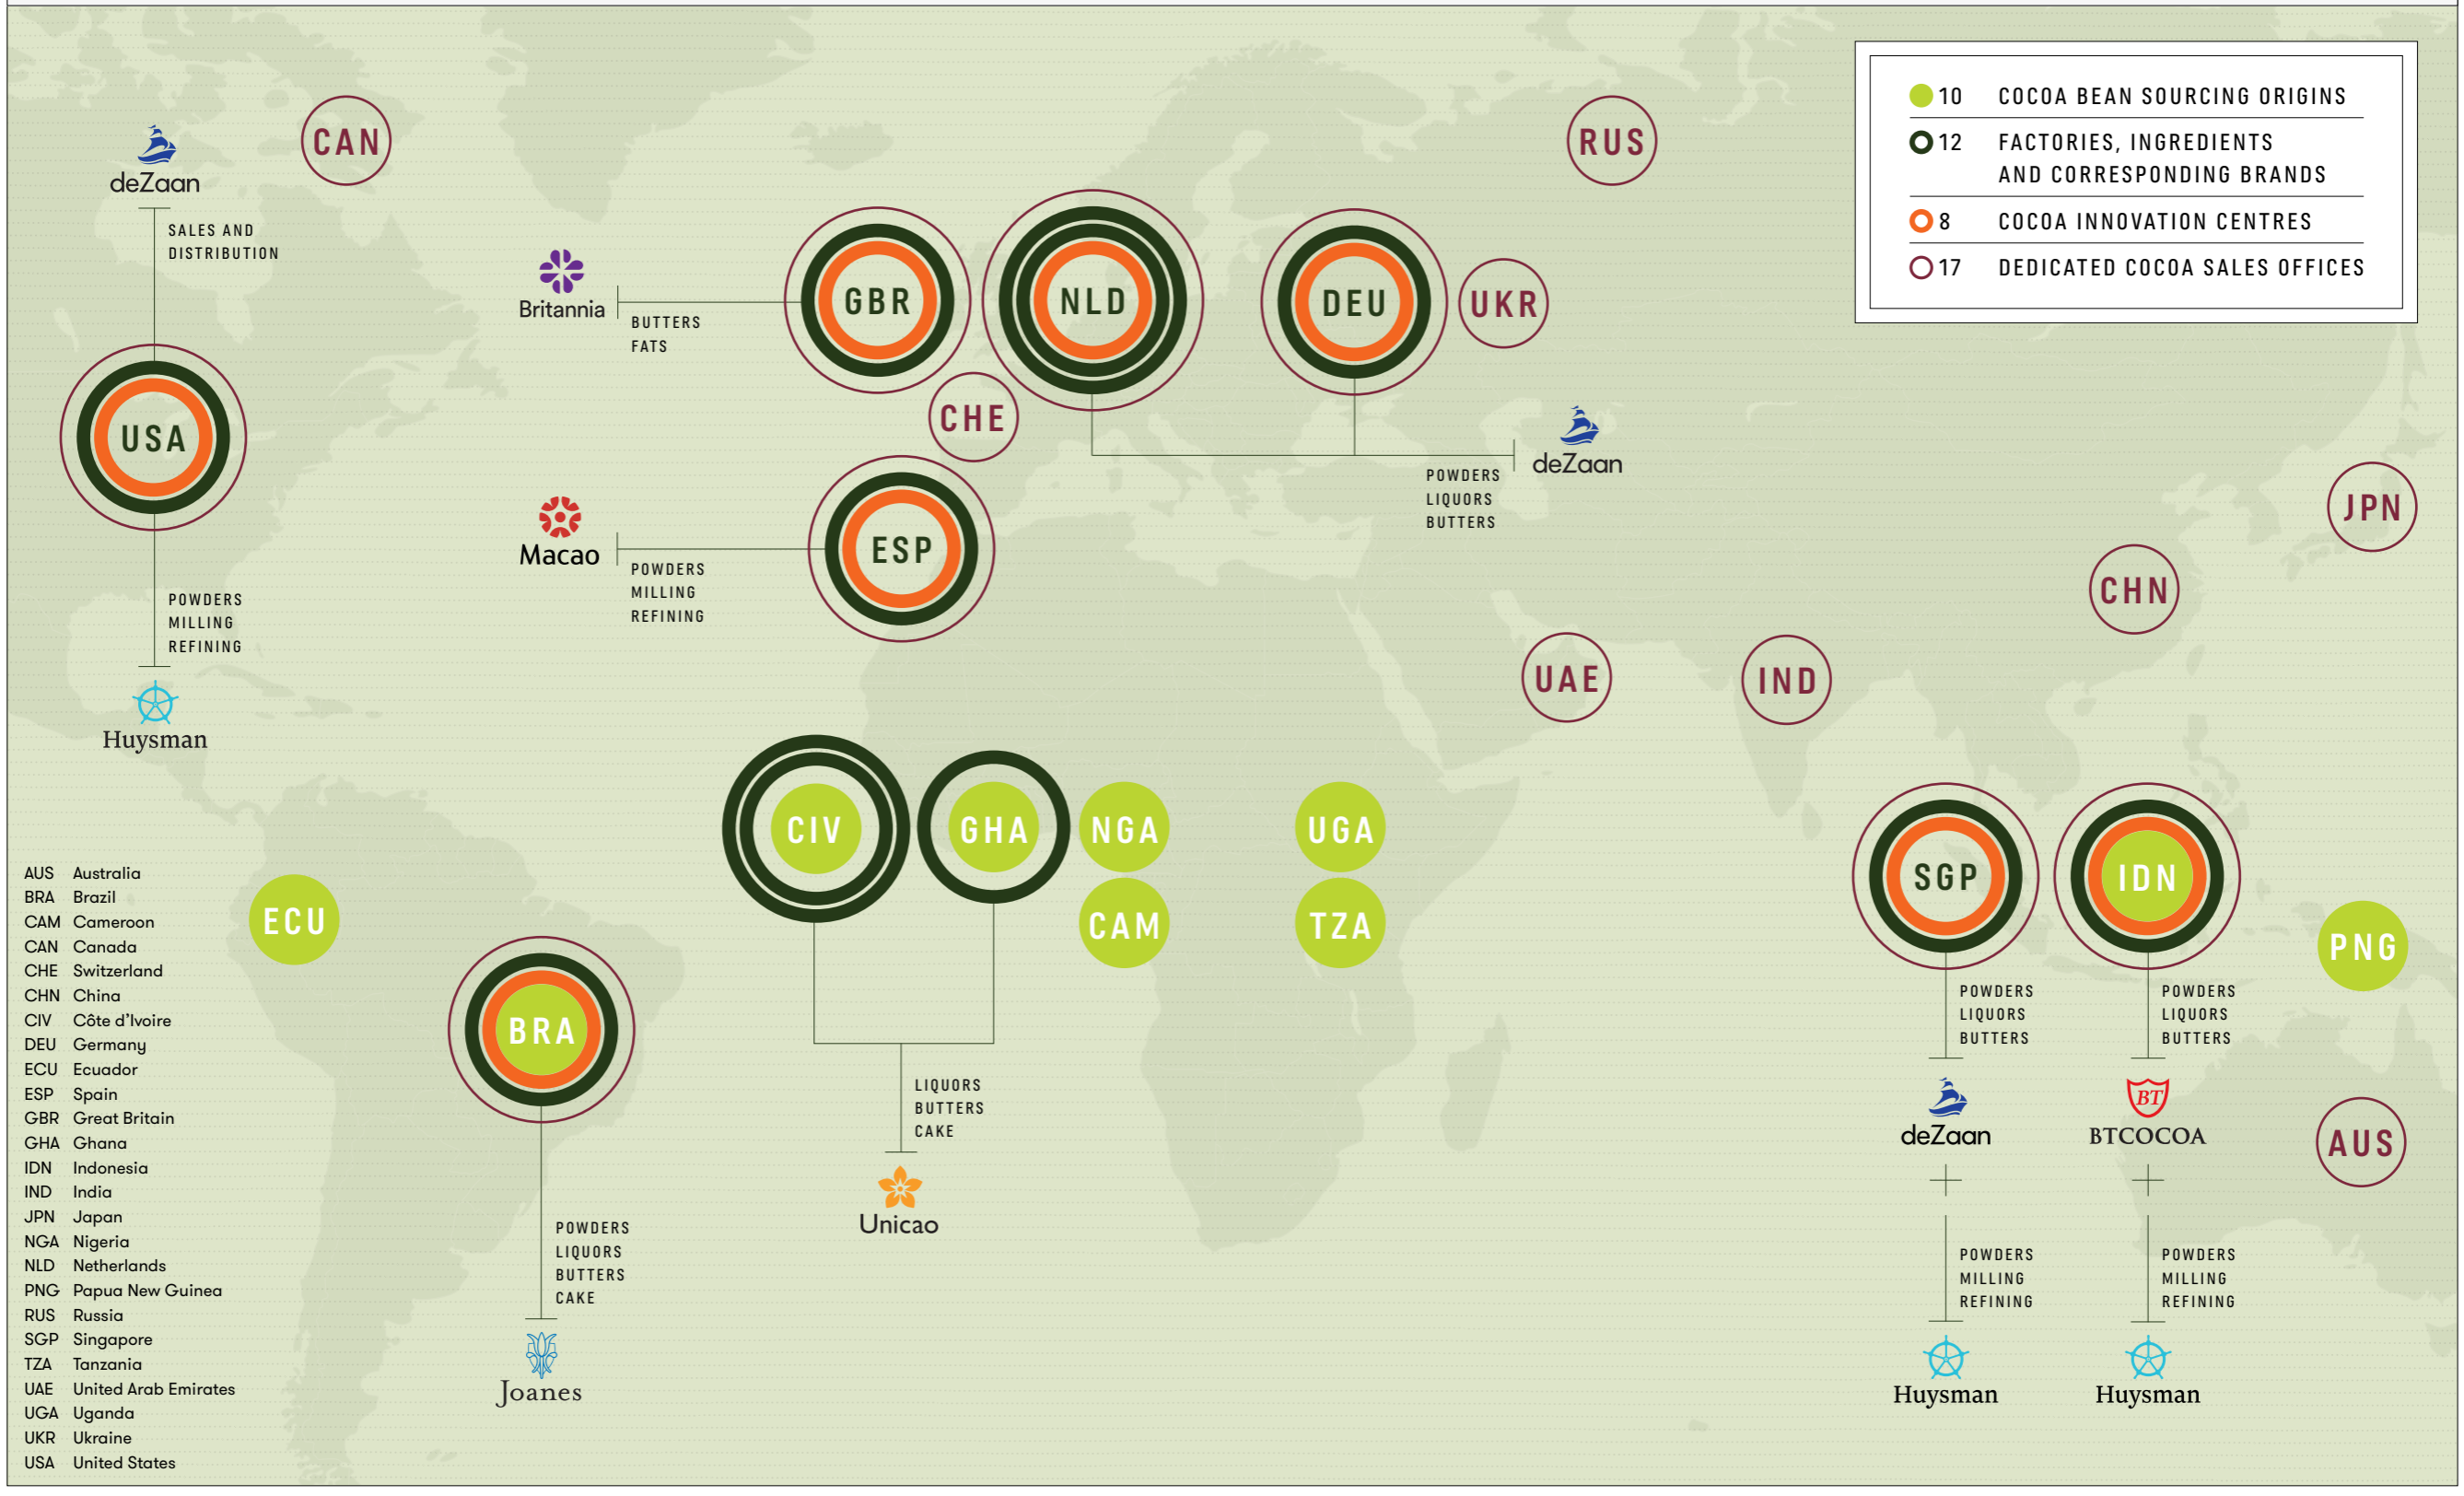 10 COCOA BEAN SOURCING ORIGINS
12 FACTORIES, INGREDIENTS
AND CORRESPONDING BRANDS
8 COCOA INNOVATION CENTRES
17 DEDICATED COCOA SALES OFFICES
CAN
RUS
deZaan
SALES AND
DISTRIBUTION
USA
POWDERS
MILLING
REFINING
Huysman
Britannia
BUTTERS
FATS
GBR
NLD
DEU
UKR
CHE
deZaan
POWDERS
LIQUORS
BUTTERS
Macao
POWDERS
MILLING
REFINING
ESP
JPN
CHN
UAE
IND
CIV
GHA
NGA
UGA
CAM
TZA
LIQUORS
BUTTERS
CAKE
Unicao
ECU
BRA
POWDERS
LIQUORS
BUTTERS
CAKE
Joanes
SGP
POWDERS
LIQUORS
BUTTERS
deZaan
POWDERS
MILLING
REFINING
Huysman
IDN
POWDERS
LIQUORS
BUTTERS
BT
BTCOCOA
POWDERS
MILLING
REFINING
Huysman
PNG
AUS
AUS Australia
BRA Brazil
CAM Cameroon
CAN Canada
CHE Switzerland
CHN China
CIV Côte d’Ivoire
DEU Germany
ECU Ecuador
ESP Spain
GBR Great Britain
GHA Ghana
IDN Indonesia
IND India
JPN Japan
NGA Nigeria
NLD Netherlands
PNG Papua New Guinea
RUS Russia
SGP Singapore
TZA Tanzania
UAE United Arab Emirates
UGA Uganda
UKR Ukraine
USA United States